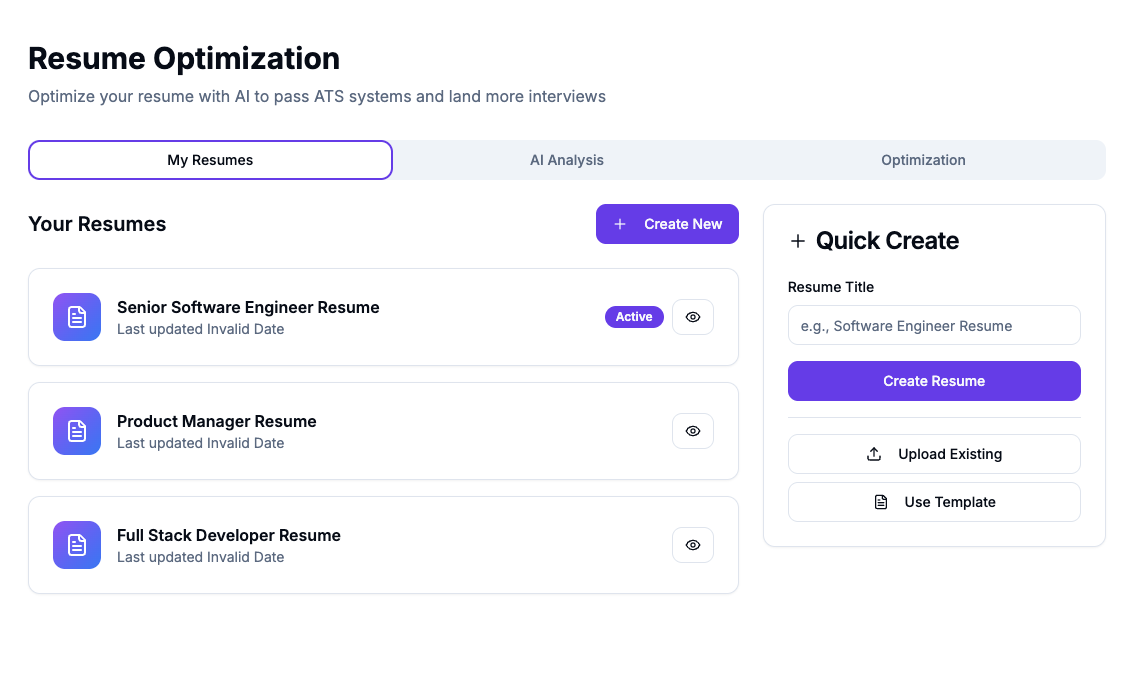 Resume Optimization
Optimize your resume with AI to pass ATS systems and land more interviews
My Resumes
AI Analysis
Optimization
Your Resumes
Create New
Senior Software Engineer Resume
Last updated Invalid Date
Active
Product Manager Resume
Last updated Invalid Date
Full Stack Developer Resume
Last updated Invalid Date
Quick Create
Resume Title
e.g., Software Engineer Resume
Create Resume
Upload Existing
Use Template